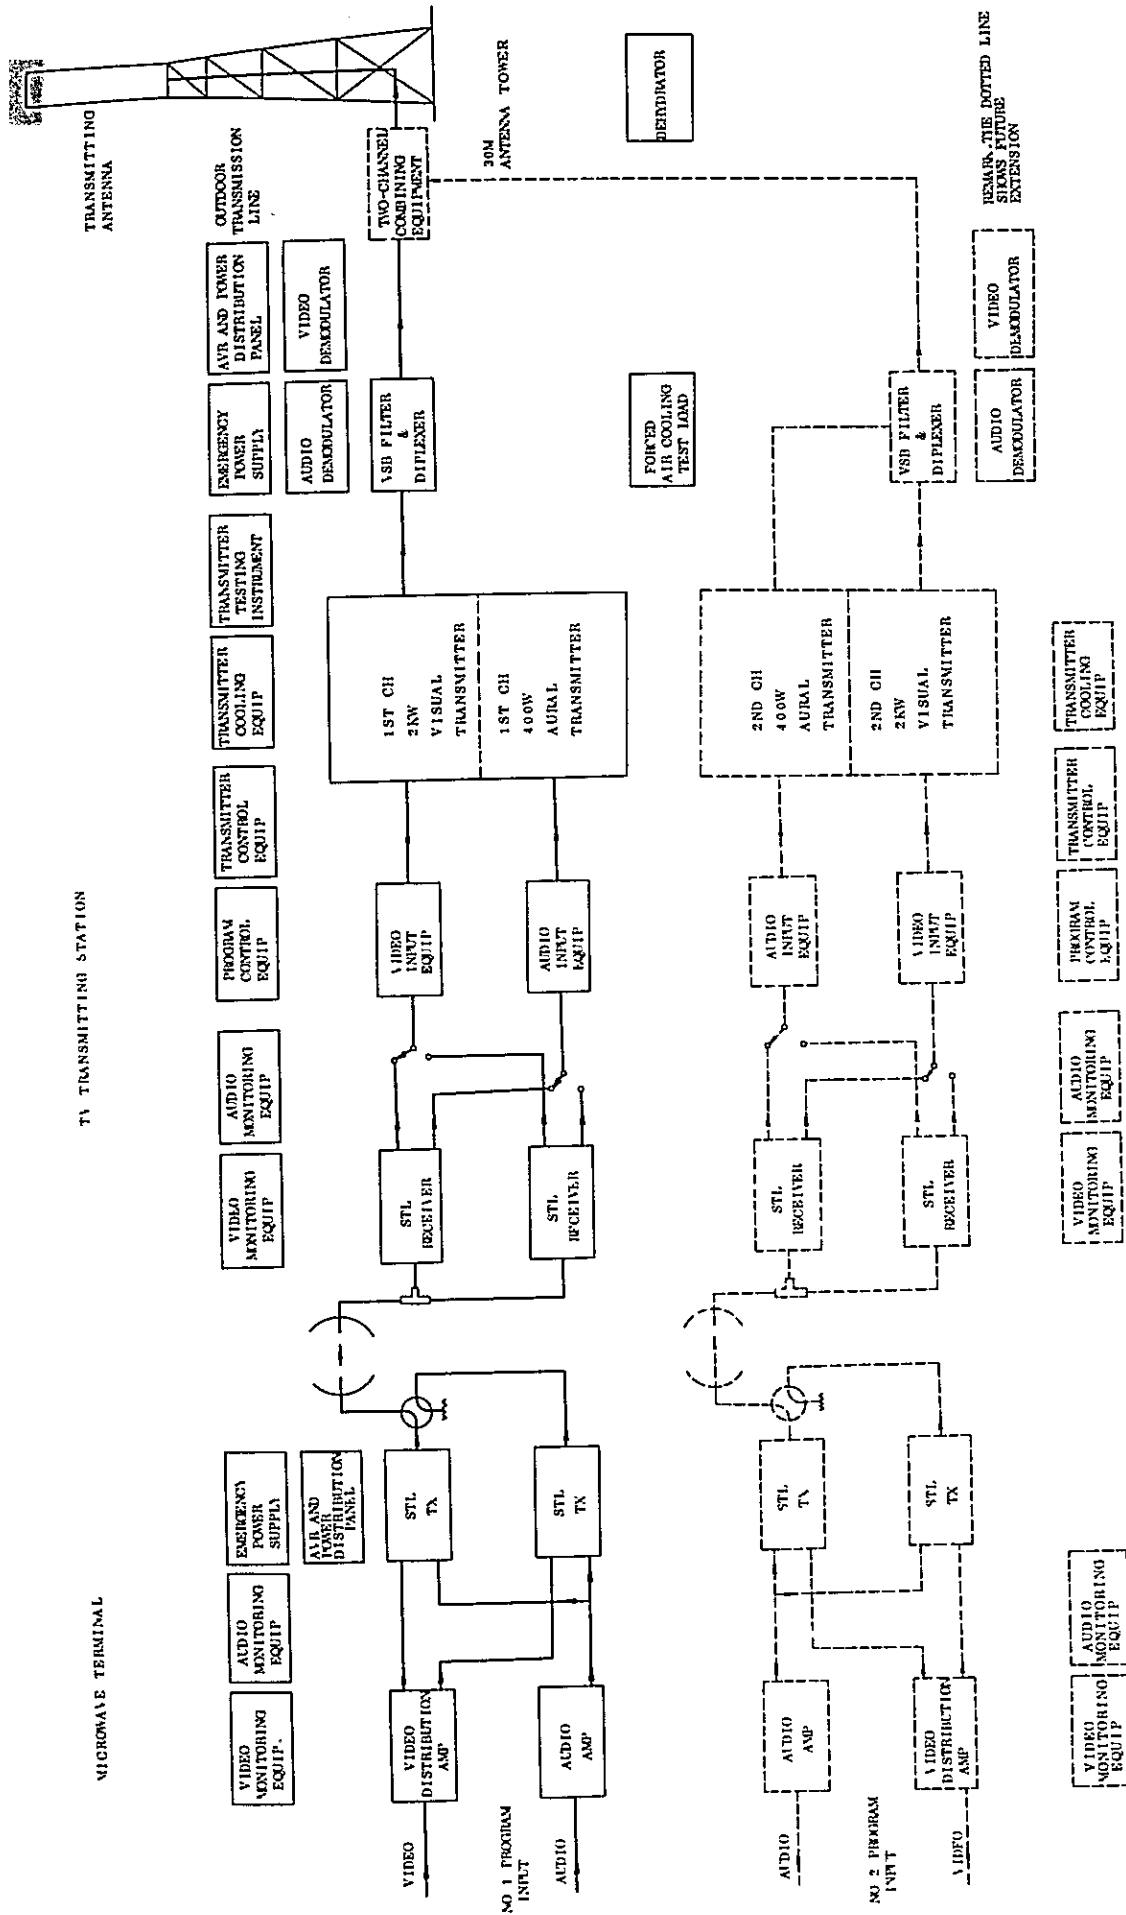 MICROWAVE TERMINAL
TV TRANSMITTING STATION
TRANSMITTING
ANTENNA
VIDEO
MONITORING
EQUIP.
AUDIO
MONITORING
EQUIP
EMERGENCY
POWER
SUPPLY
AVR AND
POWER
DISTRIBUTION
PANEL
VIDEO
MONITORING
EQUIP
AUDIO
MONITORING
EQUIP
PROGRAM
CONTROL
EQUIP
TRANSMITTER
CONTROL
EQUIP
TRANSMITTER
COOLING
EQUIP
TRANSMITTER
TESTING
INSTRUMENT
EMERGENCY
POWER
SUPPLY
AVR AND POWER
DISTRIBUTION
PANEL
OUTDOOR
TRANSMISSION
LINE
AUDIO
DEMODULATOR
VIDEO
DEMODULATOR
VIDEO
VIDEO
DISTRIBUTION
AMP
STL
TX
STL
RECEIVER
VIDEO
INPUT
EQUIP
1ST CH
2KW
VISUAL
TRANSMITTER
VSB FILTER
&
DIPLEXER
TWO-CHANNEL
COMBINING
EQUIPMENT
NO 1 PROGRAM
INPUT
AUDIO
AUDIO
AMP
STL
TX
STL
RECEIVER
AUDIO
INPUT
EQUIP
1ST CH
400W
AURAL
TRANSMITTER
30M
ANTENNA TOWER
FORCED
AIR COOLING
TEST LOAD
DEHYDRATOR
AUDIO
AUDIO
AMP
STL
TX
STL
RECEIVER
AUDIO
INPUT
EQUIP
2ND CH
400W
AURAL
TRANSMITTER
NO 2 PROGRAM
INPUT
VIDEO
VIDEO
DISTRIBUTION
AMP
STL
TX
STL
RECEIVER
VIDEO
INPUT
EQUIP
2ND CH
2KW
VISUAL
TRANSMITTER
VSB FILTER
&
DIPLEXER
AUDIO
DEMODULATOR
VIDEO
DEMODULATOR
REMARK.THE DOTTED LINE
SHOWS FUTURE
EXTENSION
VIDEO
MONITORING
EQUIP
AUDIO
MONITORING
EQUIP
VIDEO
MONITORING
EQUIP
AUDIO
MONITORING
EQUIP
PROGRAM
CONTROL
EQUIP
TRANSMITTER
CONTROL
EQUIP
TRANSMITTER
COOLING
EQUIP